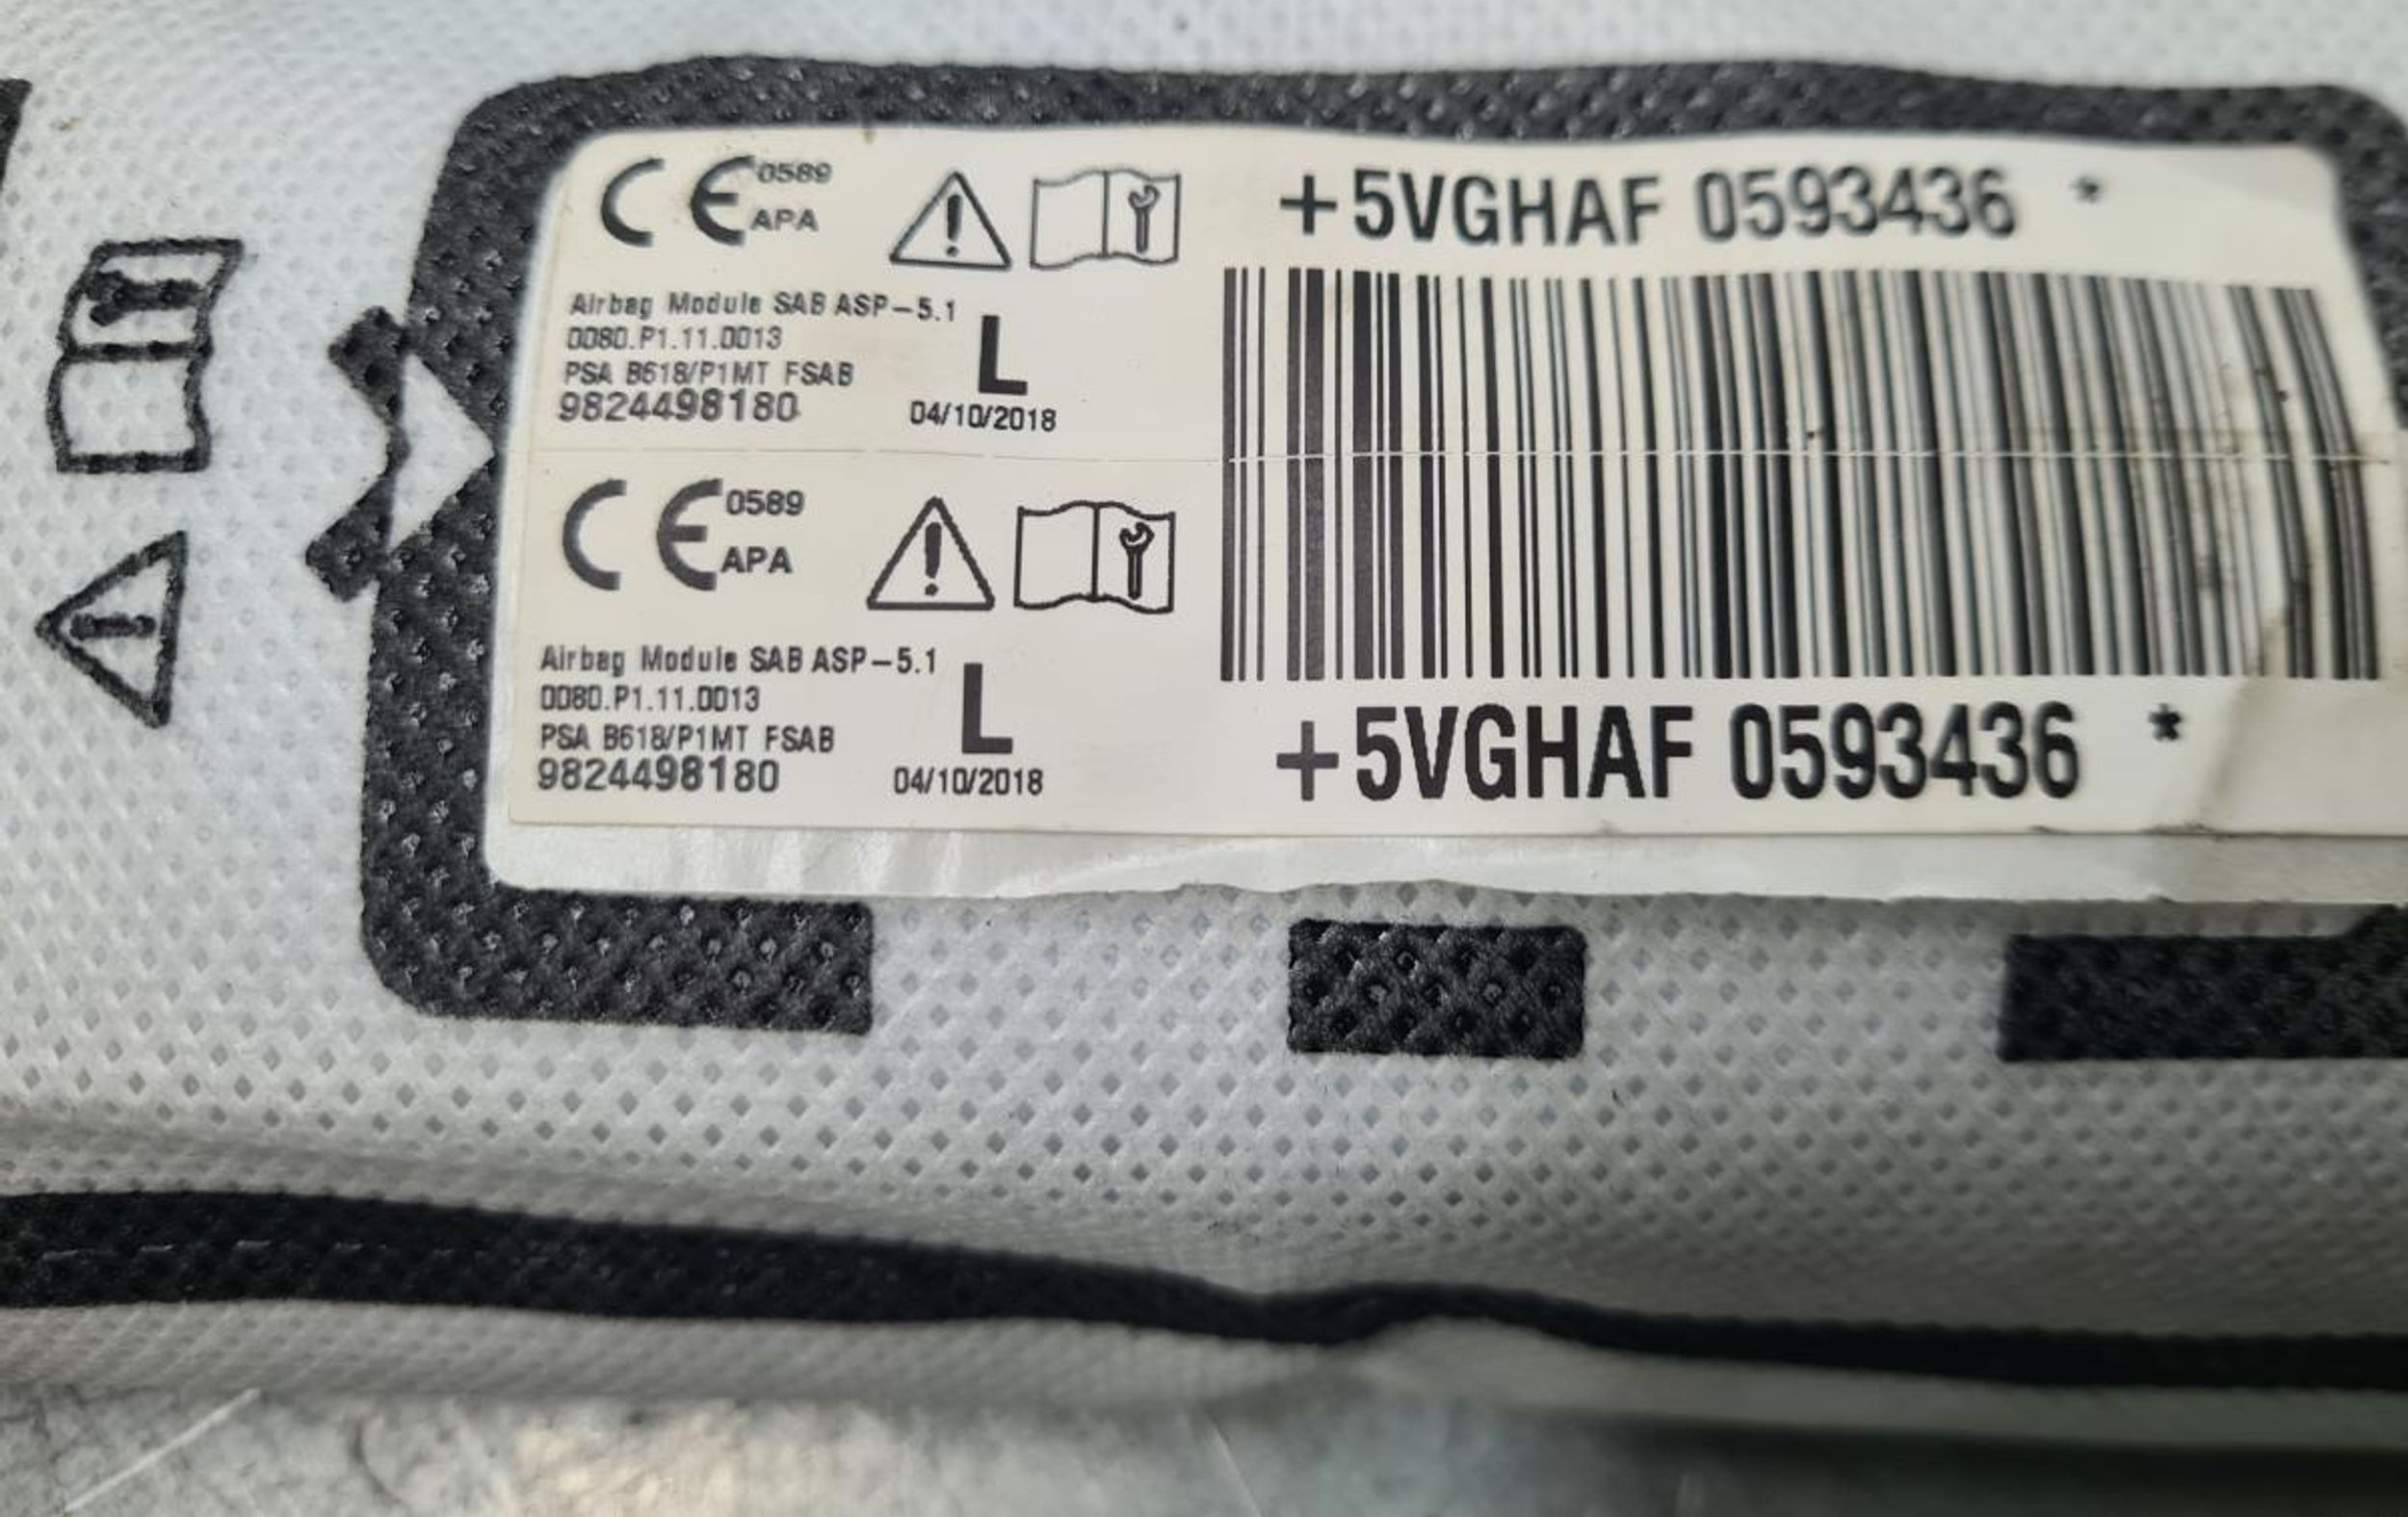 CE 0589
APA
+5VGHAF 0593436 *
Airbag Module SAB ASP-5.1
0080.P1.11.0013
L
PSA B618/P1MT FSAB
9824498180
04/10/2018
CE 0589
APA
Airbag Module SAB ASP-5.1
0080.P1.11.0013
L
PSA B618/P1MT FSAB
9824498180
04/10/2018
+5VGHAF 0593436 *